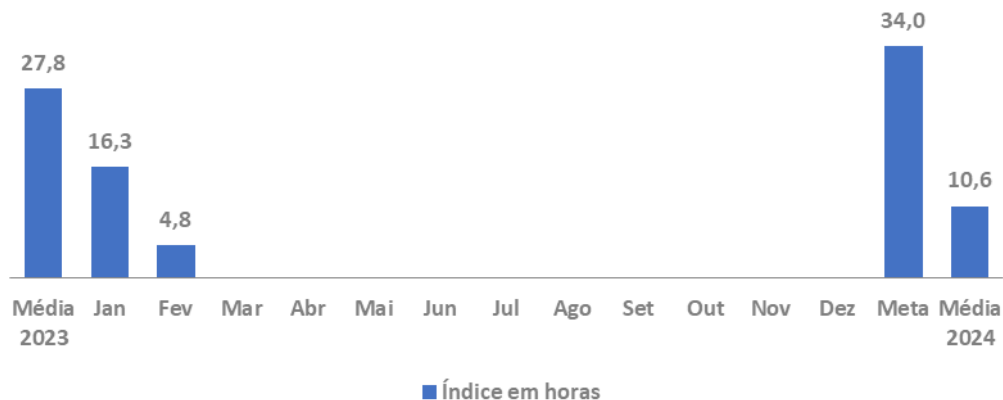 34,0
27,8
16,3
10,6
4,8
Média 2023 Jan Fev Mar Abr Mai Jun Jul Ago Set Out Nov Dez Meta Média 2024
Índice em horas